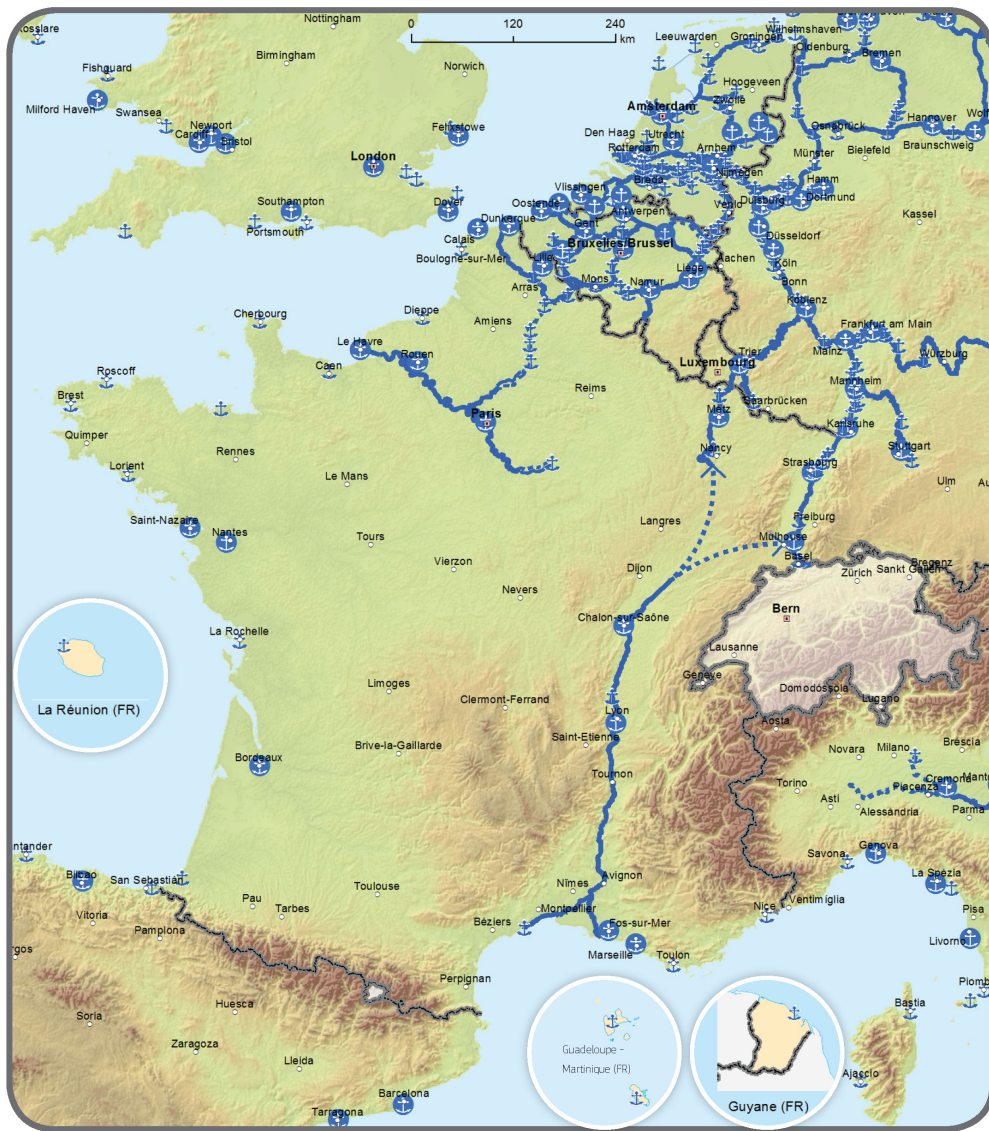 Nottingham
0 120 240
km
Birmingham
Norwich
Leeuwarden
Groningen
Wilhelmshaven
Oldenburg
Bremen
Fishguard
Milford Haven
Swansea
Newport
Cardiff
Bristol
Felixstowe
Amsterdam
Hoogeveen
Zwolle
Osnabrück
Hannover
Wolf
Braunschweig
London
Den Haag
Utrecht
Rotterdam
Arnhem
Nijmegen
Münster
Bielefeld
Southampton
Portsmouth
Dover
Vlissingen
Breda
Venlo
Duisburg
Hamm
Dortmund
Kassel
Oostende
Dunkerque
Calais
Boulogne-sur-Mer
Gent
Antwerpen
Bruxelles/Brussel
Lille
Düsseldorf
Köln
Aachen
Bonn
Arras
Mons
Namur
Liège
Koblenz
Dieppe
Amiens
Cherbourg
Le Havre
Rouen
Caen
Frankfurt am Main
Mainz
Würzburg
Luxembourg
Trier
Roscoff
Brest
Quimper
Reims
Saarbrücken
Mannheim
Paris
Metz
Karlsruhe
Stuttgart
Lorient
Rennes
Le Mans
Nancy
Strasbourg
Ulm
Au
Saint-Nazaire
Nantes
Tours
Langres
Freiburg
Mulhouse
Basel
Vierzon
Dijon
Nevers
Zürich
Sankt Gallen
Bregenz
La Rochelle
Chalon-sur-Saône
Bern
Lausanne
Genève
La Réunion (FR)
Limoges
Clermont-Ferrand
Lyon
Domodossola
Lugano
Aosta
Saint-Etienne
Brive-la-Gaillarde
Bordeaux
Tournon
Novara
Milano
Brescia
Torino
Piacenza
Cremona
Manto
Asti
Alessandria
Parma
ntander
Bilbao
San Sebastián
Savona
Genova
La Spezia
Pau
Tarbes
Toulouse
Nîmes
Avignon
Montpellier
Béziers
Nice
Ventimiglia
Vitoria
Pamplona
Fos-sur-Mer
Marseille
Toulon
Pisa
Livorno
rgos
Perpignan
Piomb
Soria
Huesca
Bastia
Zaragoza
Lleida
Guadeloupe -
Martinique (FR)
Guyane (FR)
Ajaccio
Barcelona
Tarragona